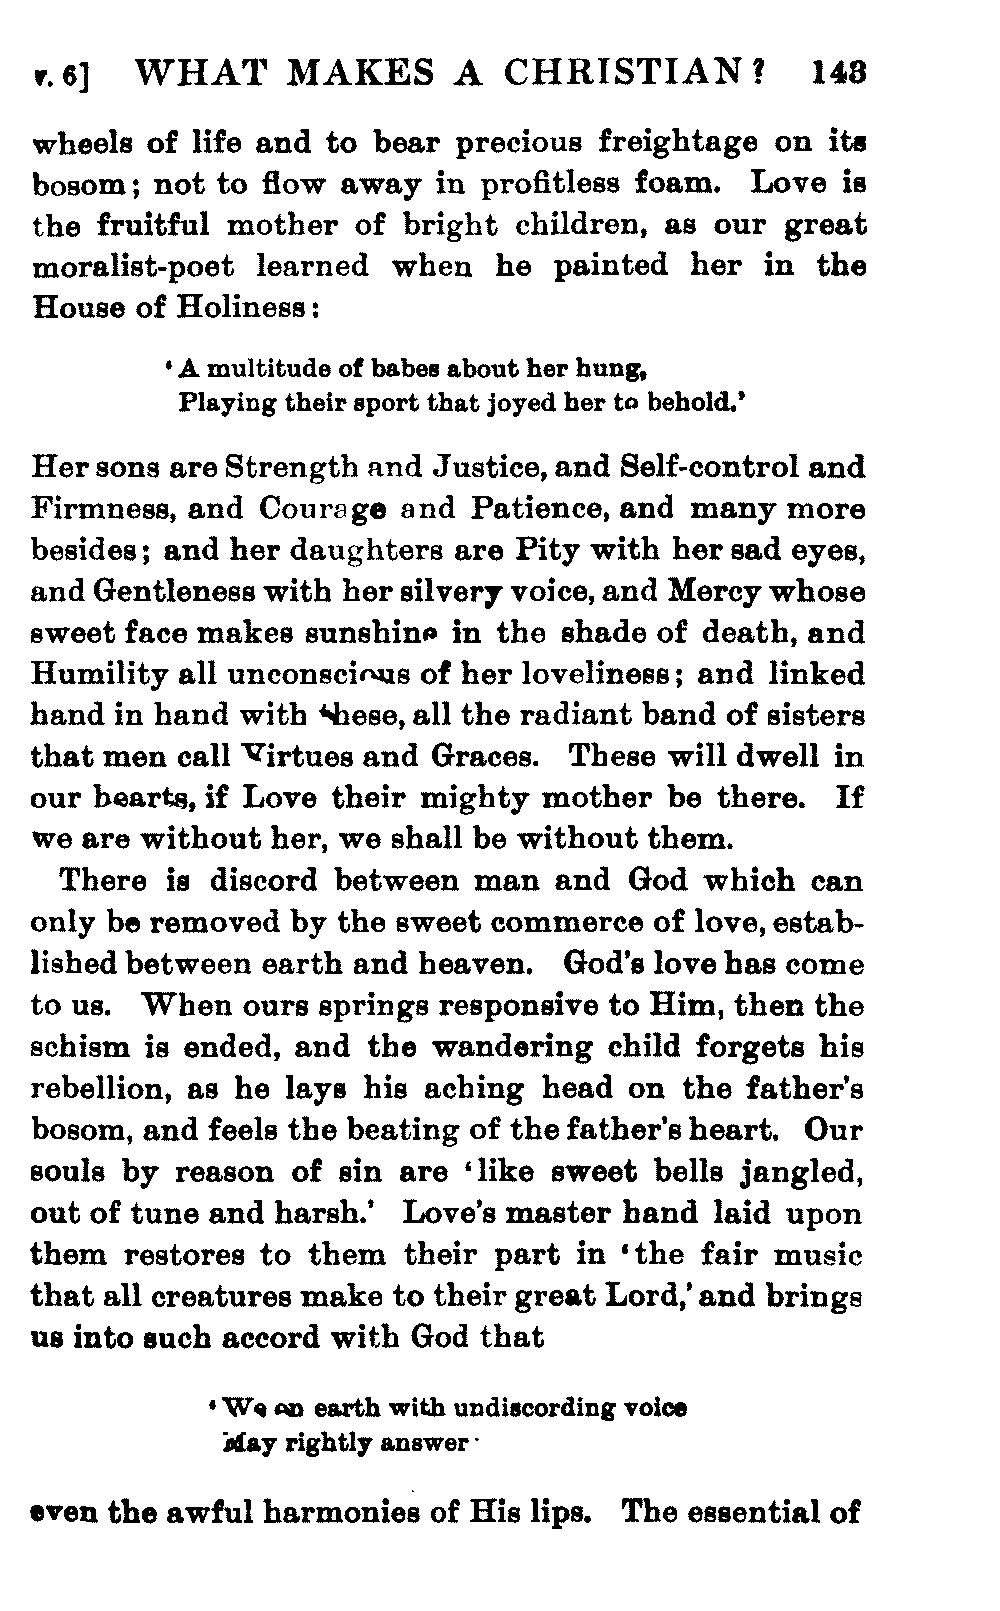 v. 6] WHAT MAKES A CHRISTIAN? 143
wheels of life and to bear precious freightage on its
bosom; not to flow away in profitless foam. Love is
the fruitful mother of bright children, as our great
moralist-poet learned when he painted her in the
House of Holiness:
‘A multitude of babes about her hung,
Playing their sport that joyed her to behold.’
Her sons are Strength and Justice, and Self-control and
Firmness, and Courage and Patience, and many more
besides; and her daughters are Pity with her sad eyes,
and Gentleness with her silvery voice, and Mercy whose
sweet face makes sunshine in the shade of death, and
Humility all unconscious of her loveliness; and linked
hand in hand with these, all the radiant band of sisters
that men call Virtues and Graces. These will dwell in
our hearts, if Love their mighty mother be there. If
we are without her, we shall be without them.
There is discord between man and God which can
only be removed by the sweet commerce of love, estab-
lished between earth and heaven. God's love has come
to us. When ours springs responsive to Him, then the
schism is ended, and the wandering child forgets his
rebellion, as he lays his aching head on the father's
bosom, and feels the beating of the father's heart. Our
souls by reason of sin are ‘like sweet bells jangled,
out of tune and harsh.’ Love's master hand laid upon
them restores to them their part in ‘the fair music
that all creatures make to their great Lord,’ and brings
us into such accord with God that
‘We on earth with undiscording voice
May rightly answer’
even the awful harmonies of His lips. The essential of